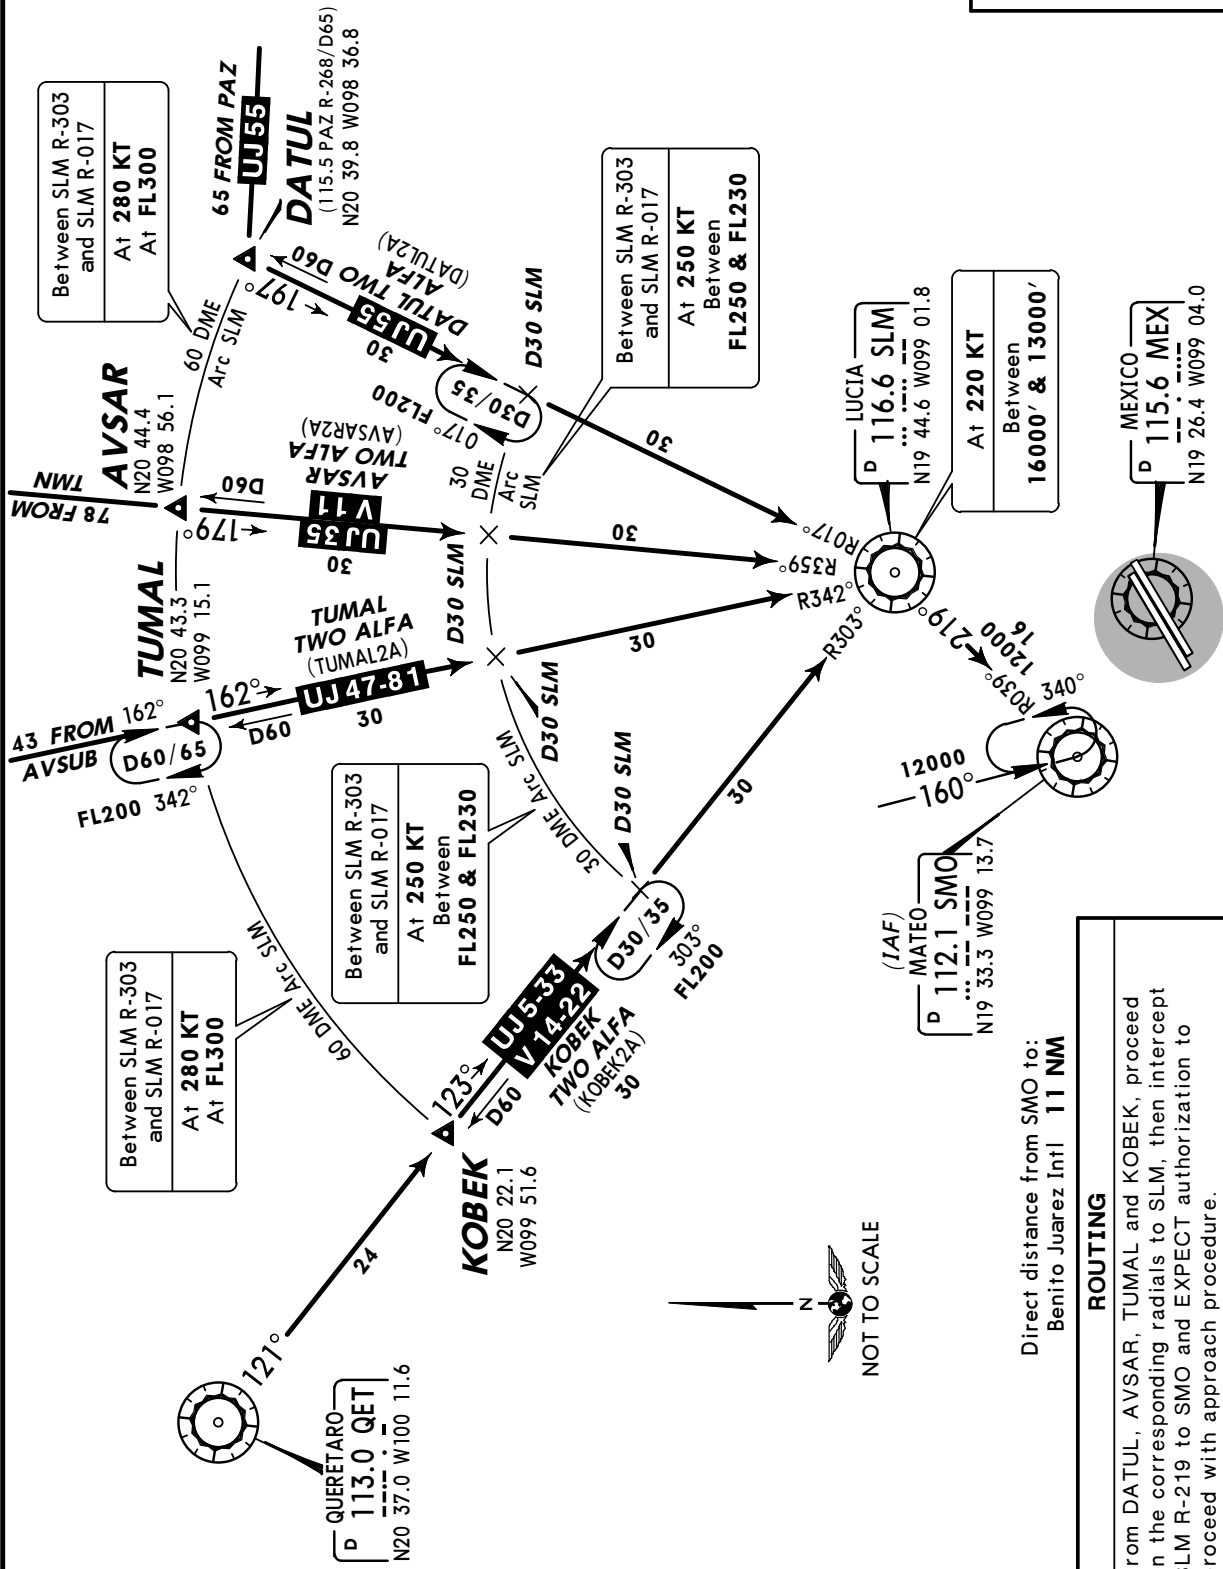 Between SLM R-303
and SLM R-017
At 280 KT
At FL300
65 FROM PAZ
UJ55
DATUL
(115.5 PAZ R-268/D65)
N20 39.8 W098 36.8
60 DME
Arc SLM
197°
D60
UJ55
30
DATUL TWO
ALFA
(DATUL2A)
D30/35
017° FL200
D30 SLM
30
Between SLM R-303
and SLM R-017
At 250 KT
Between
FL250 & FL230
AVSAR
N20 44.4
W098 56.1
78 FROM
TMN
179°
D60
UJ35
V 11
30
AVSAR
TWO ALFA
(AVSAR2A)
30
DME
Arc
SLM
D30 SLM
30
TUMAL
N20 43.3
W099 15.1
43 FROM
AVSUB
162°
D60/65
FL200 342°
162°
D60
UJ47-81
30
TUMAL
TWO ALFA
(TUMAL2A)
D30 SLM
30
Between SLM R-303
and SLM R-017
At 280 KT
At FL300
60 DME Arc SLM
Between SLM R-303
and SLM R-017
At 250 KT
Between
FL250 & FL230
30 DME Arc SLM
QUERETARO
D 113.0 QET
N20 37.0 W100 11.6
121°
24
KOBEK
N20 22.1
W099 51.6
123°
D60
UJ5-33
V 14-22
KOBEK
TWO ALFA
(KOBEK2A)
30
D30/35
303°
FL200
D30 SLM
30
R303°
R342°
R359°
R017°
LUCIA
D 116.6 SLM
N19 44.6 W099 01.8
At 220 KT
Between
16000' & 13000'
219°
12000
16
R039°
340°
12000
160°
(IAF)
MATEO
D 112.1 SMO
N19 33.3 W099 13.7
MEXICO
D 115.6 MEX
N19 26.4 W099 04.0
N
NOT TO SCALE
Direct distance from SMO to:
Benito Juarez Intl 11 NM
ROUTING
rom DATUL, AVSAR, TUMAL and KOBEK, proceed
n the corresponding radials to SLM, then intercept
SLM R-219 to SMO and EXPECT authorization to
roceed with approach procedure.